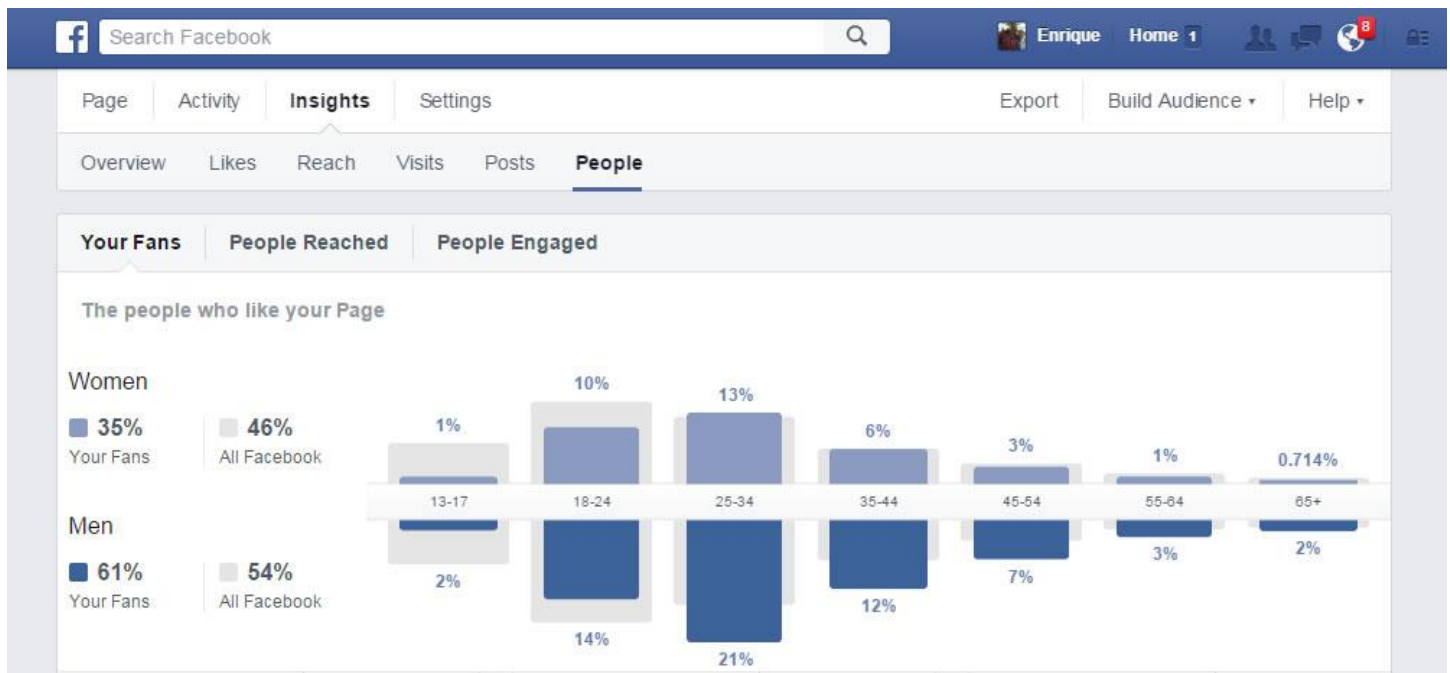 f Search Facebook Enrique Home 1 8
Page Activity Insights Settings Export Build Audience Help
Overview Likes Reach Visits Posts People
Your Fans People Reached People Engaged
The people who like your Page
Women
35% 46%
Your Fans All Facebook
1% 10% 13% 6% 3% 1% 0.714%
13-17 18-24 25-34 35-44 45-54 55-64 65+
Men
61% 54%
Your Fans All Facebook
2% 14% 21% 12% 7% 3% 2%